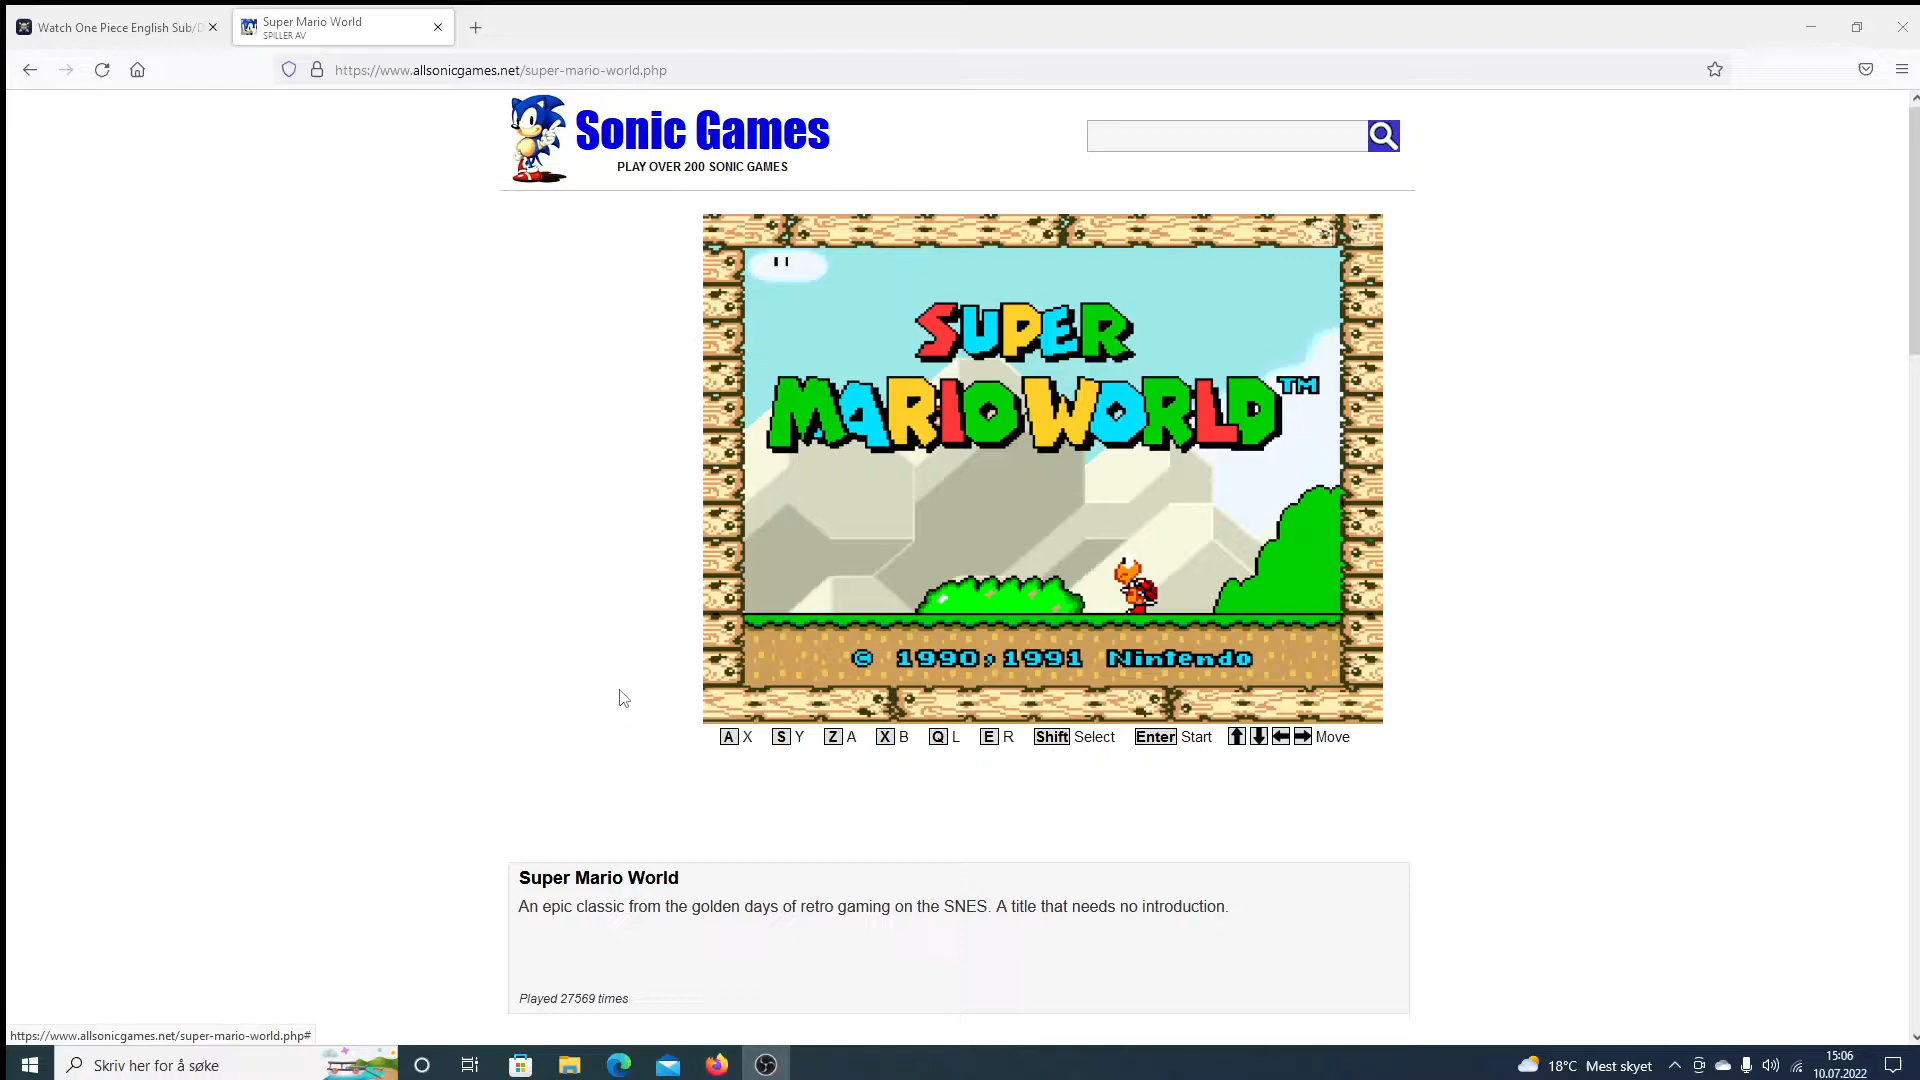 Watch One Piece English Sub/D
Super Mario World
SPILLER AV
https://www.allsonicgames.net/super-mario-world.php
Sonic Games
PLAY OVER 200 SONIC GAMES
SUPER
MARIO WORLD™
© 1990, 1991 Nintendo
A X S Y Z A X B Q L E R Shift Select Enter Start Move
Super Mario World
An epic classic from the golden days of retro gaming on the SNES. A title that needs no introduction.
Played 27569 times
https://www.allsonicgames.net/super-mario-world.php#
Skriv her for å søke
18°C Mest skyet
15:06
10.07.2022